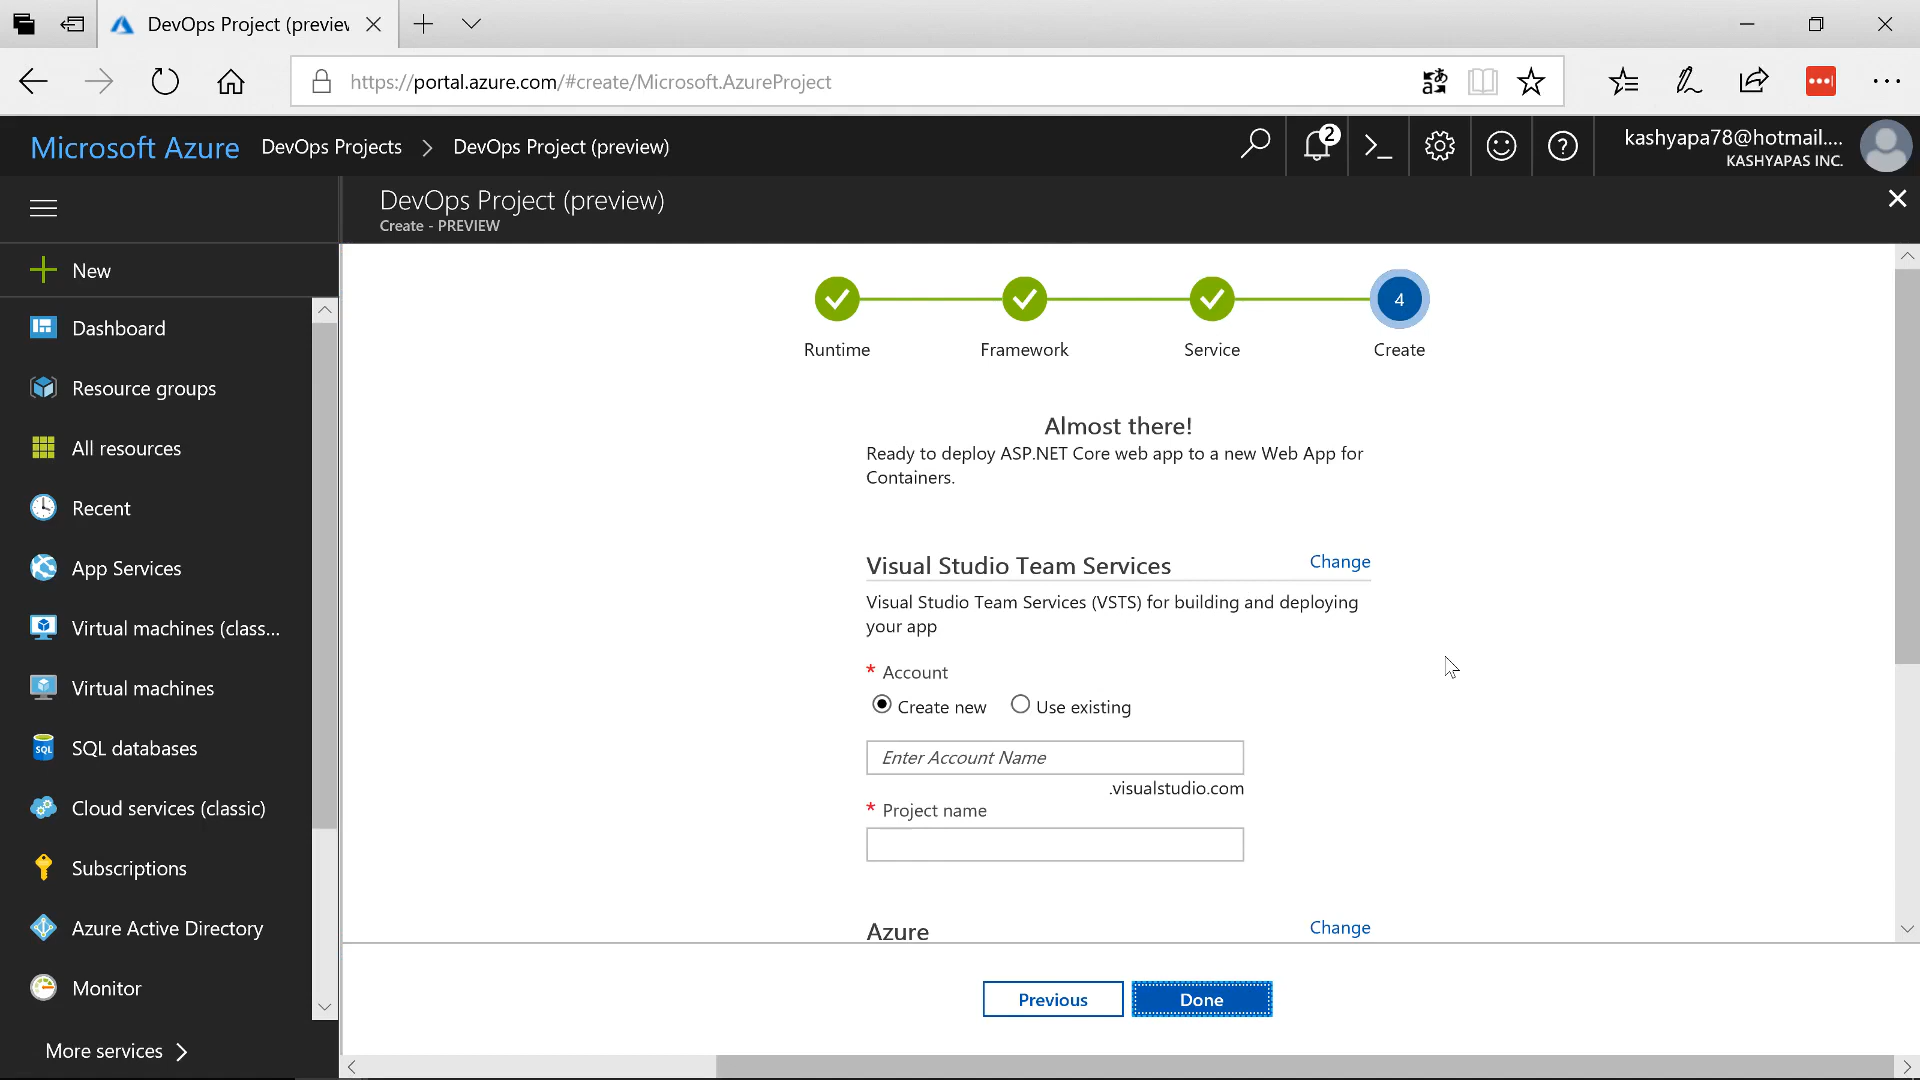 DevOps Project (previev
https://portal.azure.com/#create/Microsoft.AzureProject
Microsoft Azure
DevOps Projects
DevOps Project (preview)
2
kashyapa78@hotmail....
KASHYAPAS INC.
DevOps Project (preview)
Create - PREVIEW
New
Dashboard
Resource groups
All resources
Recent
App Services
Virtual machines (class...
Virtual machines
SQL
SQL databases
Cloud services (classic)
Subscriptions
Azure Active Directory
Monitor
More services
4
Runtime
Framework
Service
Create
Almost there!
Ready to deploy ASP.NET Core web app to a new Web App for
Containers.
Visual Studio Team Services
Change
Visual Studio Team Services (VSTS) for building and deploying
your app
* Account
Create new
Use existing
Enter Account Name
.visualstudio.com
* Project name
Azure
Change
Previous
Done